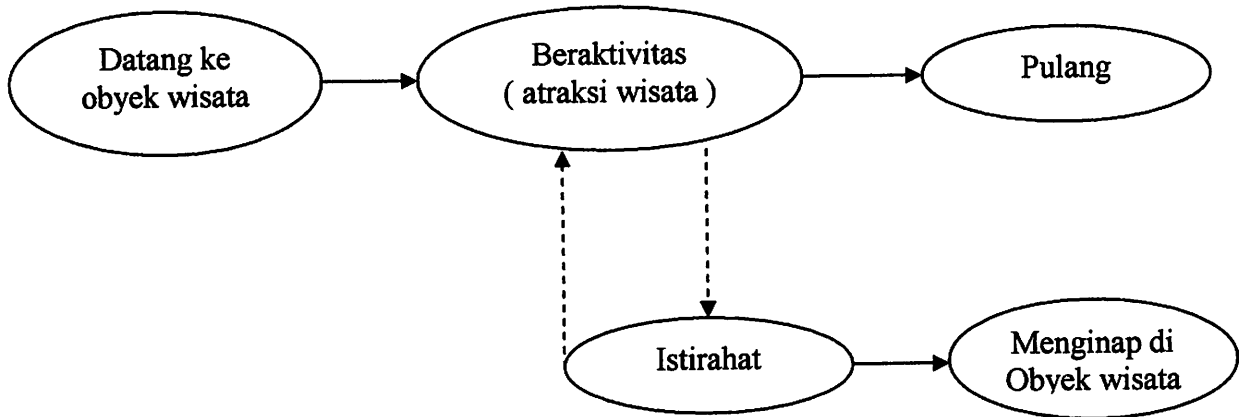 Datang ke
obyek wisata
Beraktivitas
( atraksi wisata )
Pulang
Istirahat
Menginap di
Obyek wisata